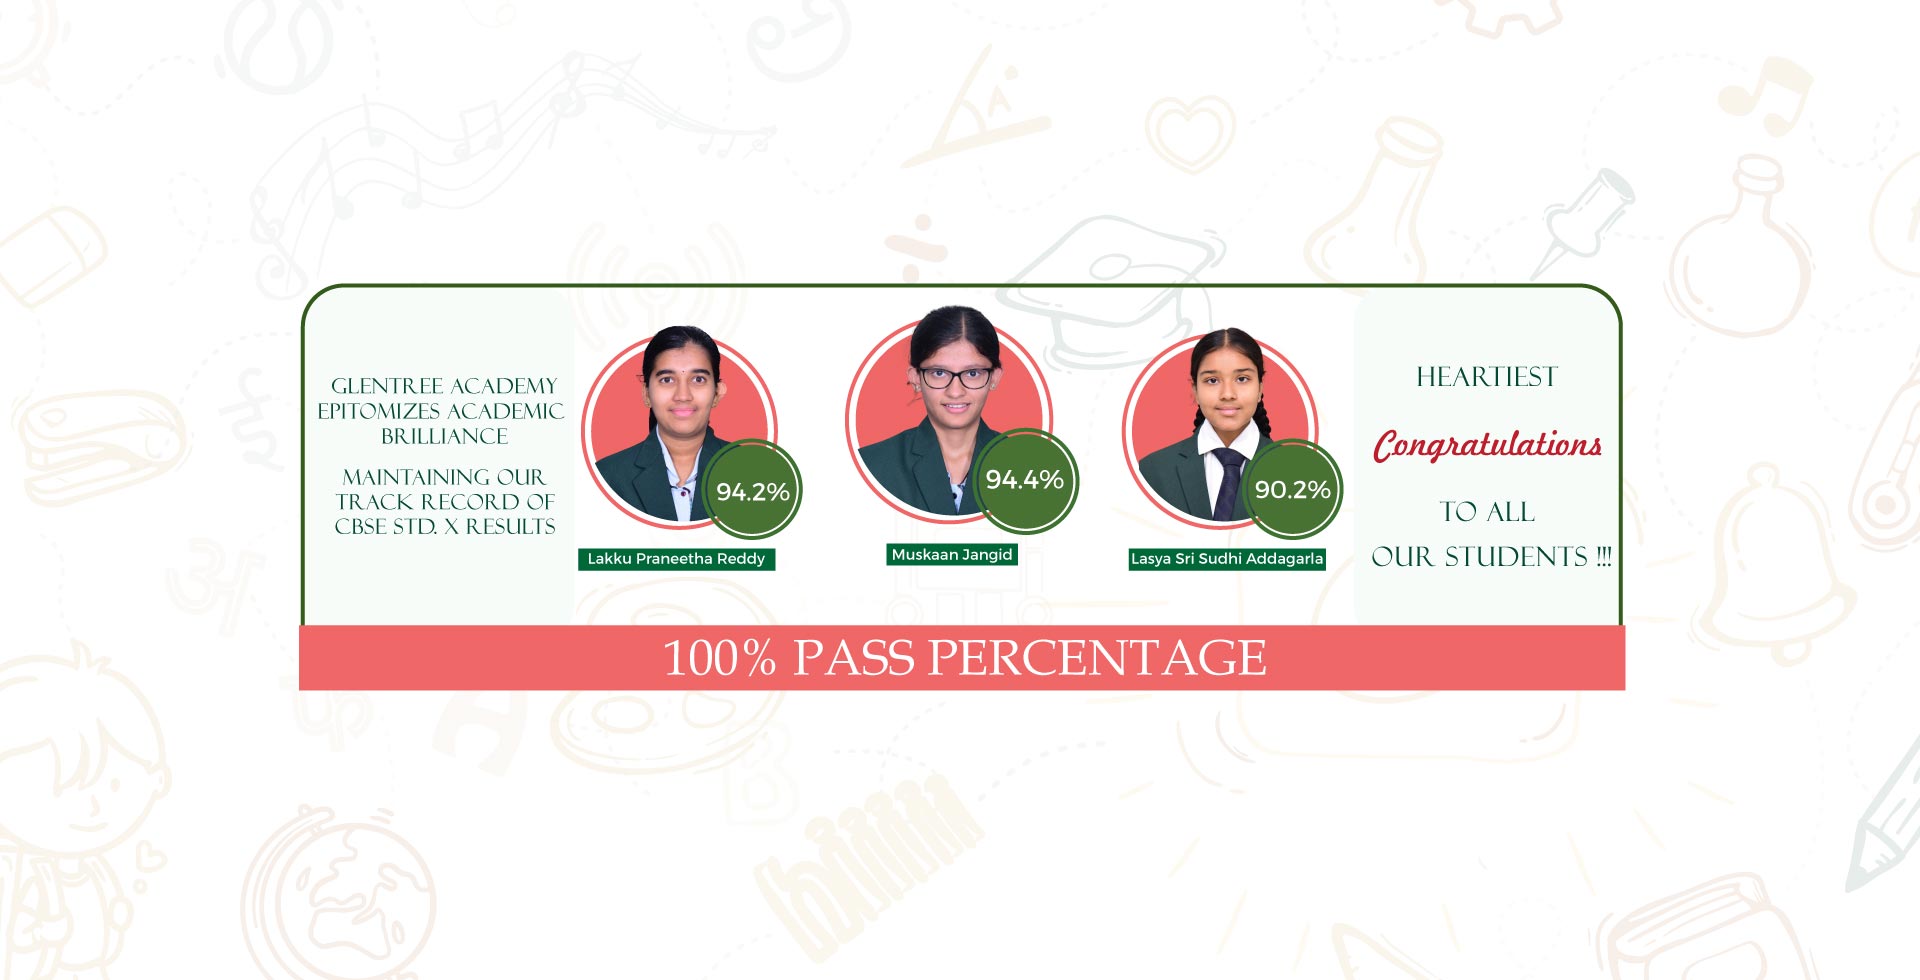 GLENTREE ACADEMY
EPITOMIZES ACADEMIC
BRILLIANCE
MAINTAINING OUR
TRACK RECORD OF
CBSE STD. X RESULTS
94.2%
Lakku Praneetha Reddy
94.4%
Muskaan Jangid
90.2%
Lasya Sri Sudhi Addagarla
HEARTIEST
Congratulations
TO ALL
OUR STUDENTS !!!
100% PASS PERCENTAGE